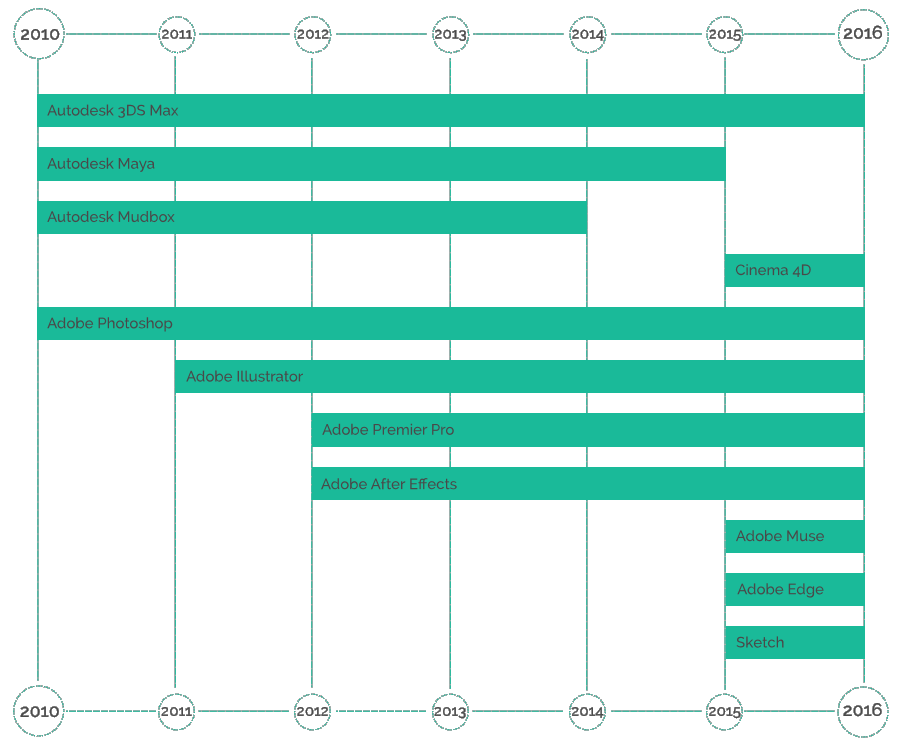 2010 2011 2012 2013 2014 2015 2016
Autodesk 3DS Max
Autodesk Maya
Autodesk Mudbox
Cinema 4D
Adobe Photoshop
Adobe Illustrator
Adobe Premier Pro
Adobe After Effects
Adobe Muse
Adobe Edge
Sketch
2010 2011 2012 2013 2014 2015 2016